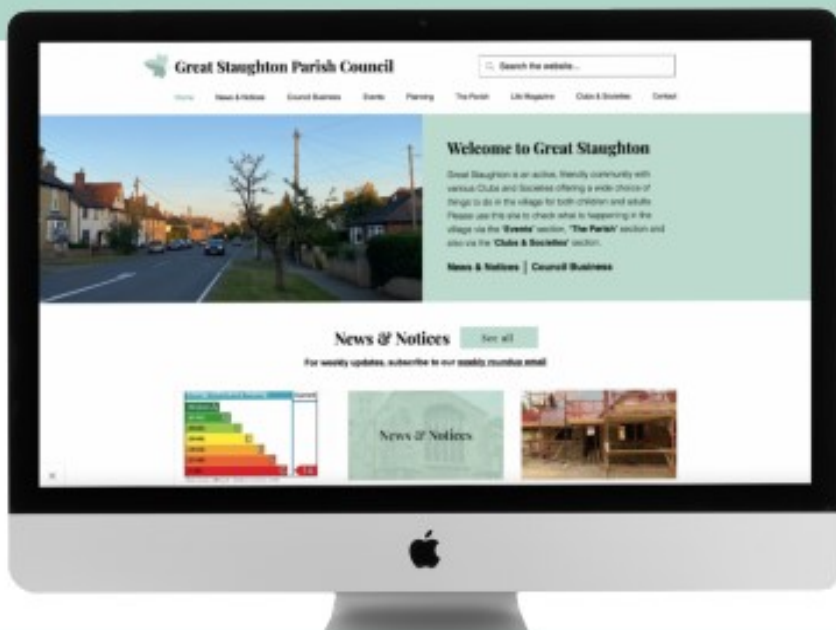 Great Staughton Parish Council
Search the website...
Home News & Notices Council Business Events Planning The Parish Life Magazine Clubs & Societies Contact
Welcome to Great Staughton
Great Staughton is an active, friendly community with
various Clubs and Societies offering a wide choice of
things to do in the village for both children and adults
Please use this site to check what is happening in the
village via the 'Events' section, 'The Parish' section and
also via the 'Clubs & Societies' section.
News & Notices | Council Business
News & Notices See all
For weekly updates, subscribe to our weekly roundup email
News & Notices